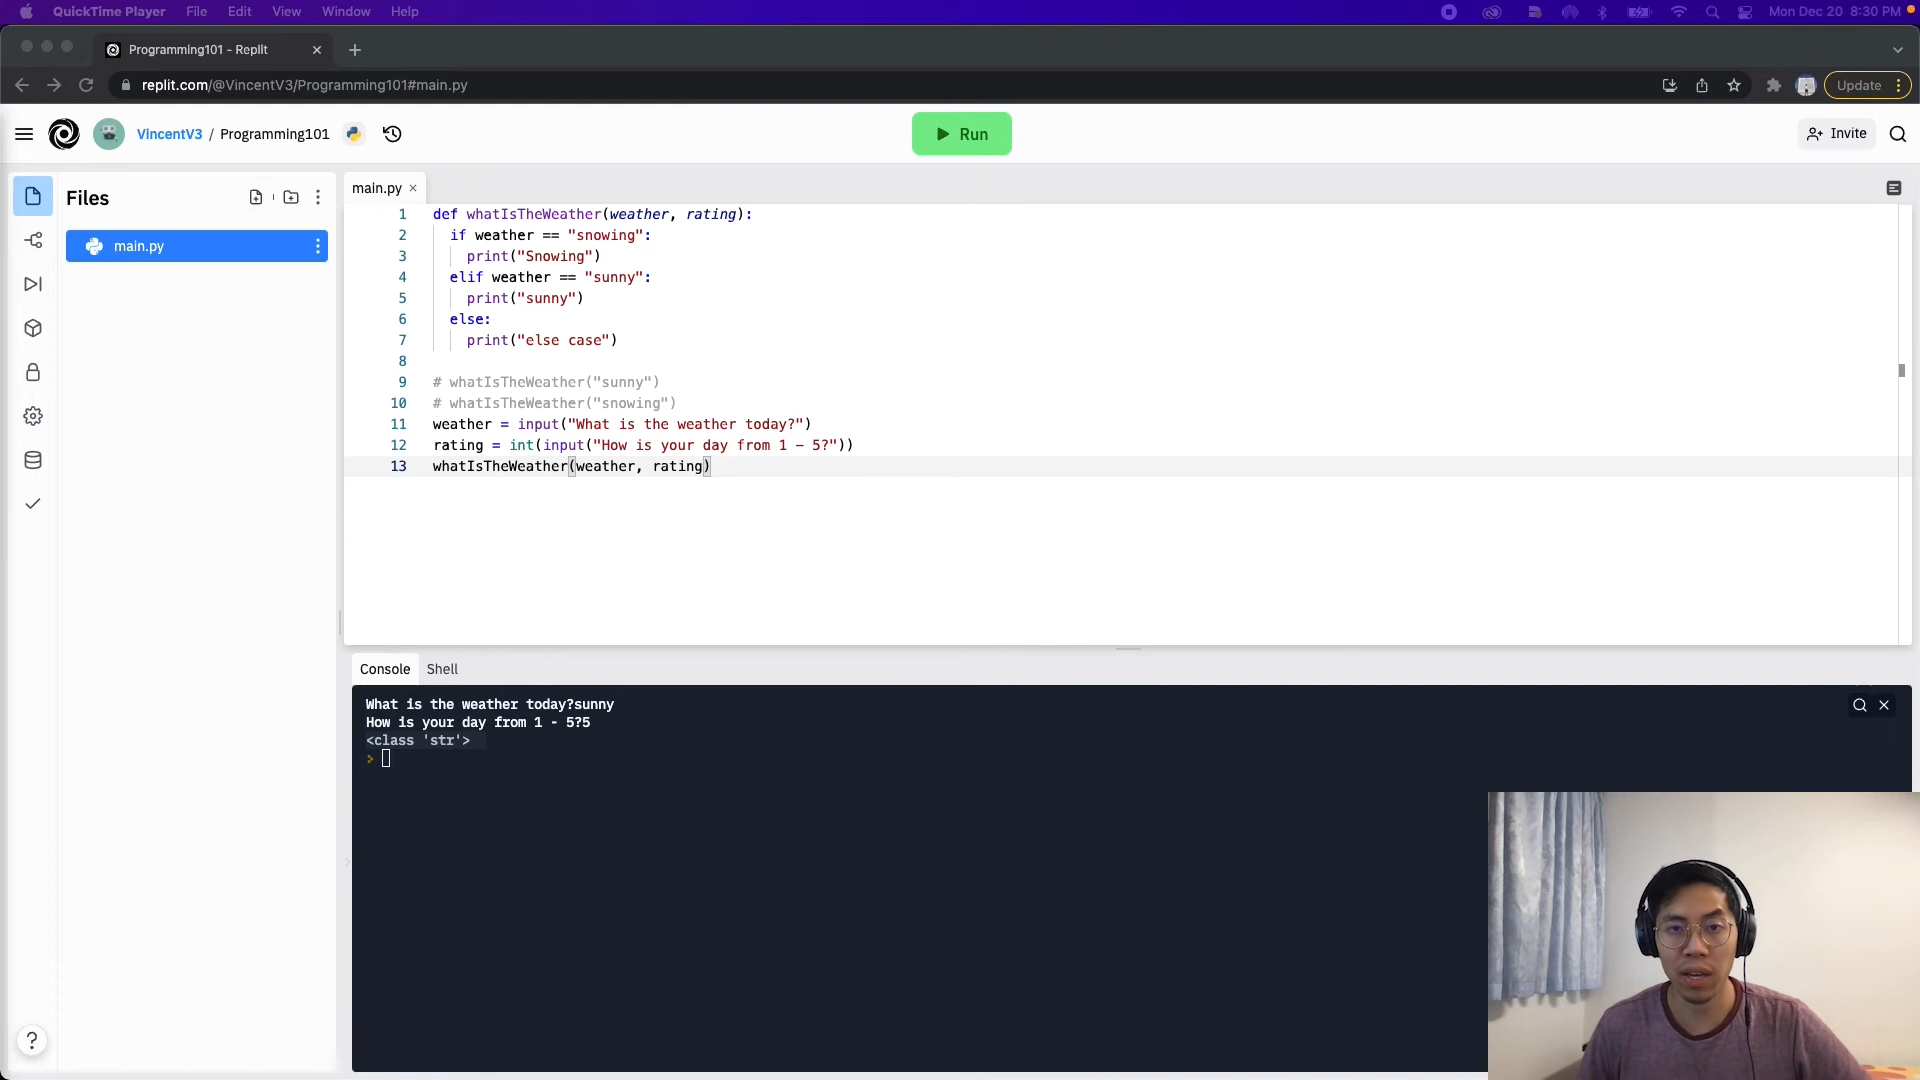 QuickTime Player File Edit View Window Help Mon Dec 20 8:30 PM
Programming101 - Replit
replit.com/@VincentV3/Programming101#main.py Update
VincentV3 / Programming101 Run Invite
Files main.py
main.py
1 def whatIsTheWeather(weather, rating):
2 if weather == "snowing":
3 print("Snowing")
4 elif weather == "sunny":
5 print("sunny")
6 else:
7 print("else case")
8
9 # whatIsTheWeather("sunny")
10 # whatIsTheWeather("snowing")
11 weather = input("What is the weather today?")
12 rating = int(input("How is your day from 1 - 5?"))
13 whatIsTheWeather(weather, rating)
Console Shell
What is the weather today?sunny
How is your day from 1 - 5?5
<class 'str'>
?